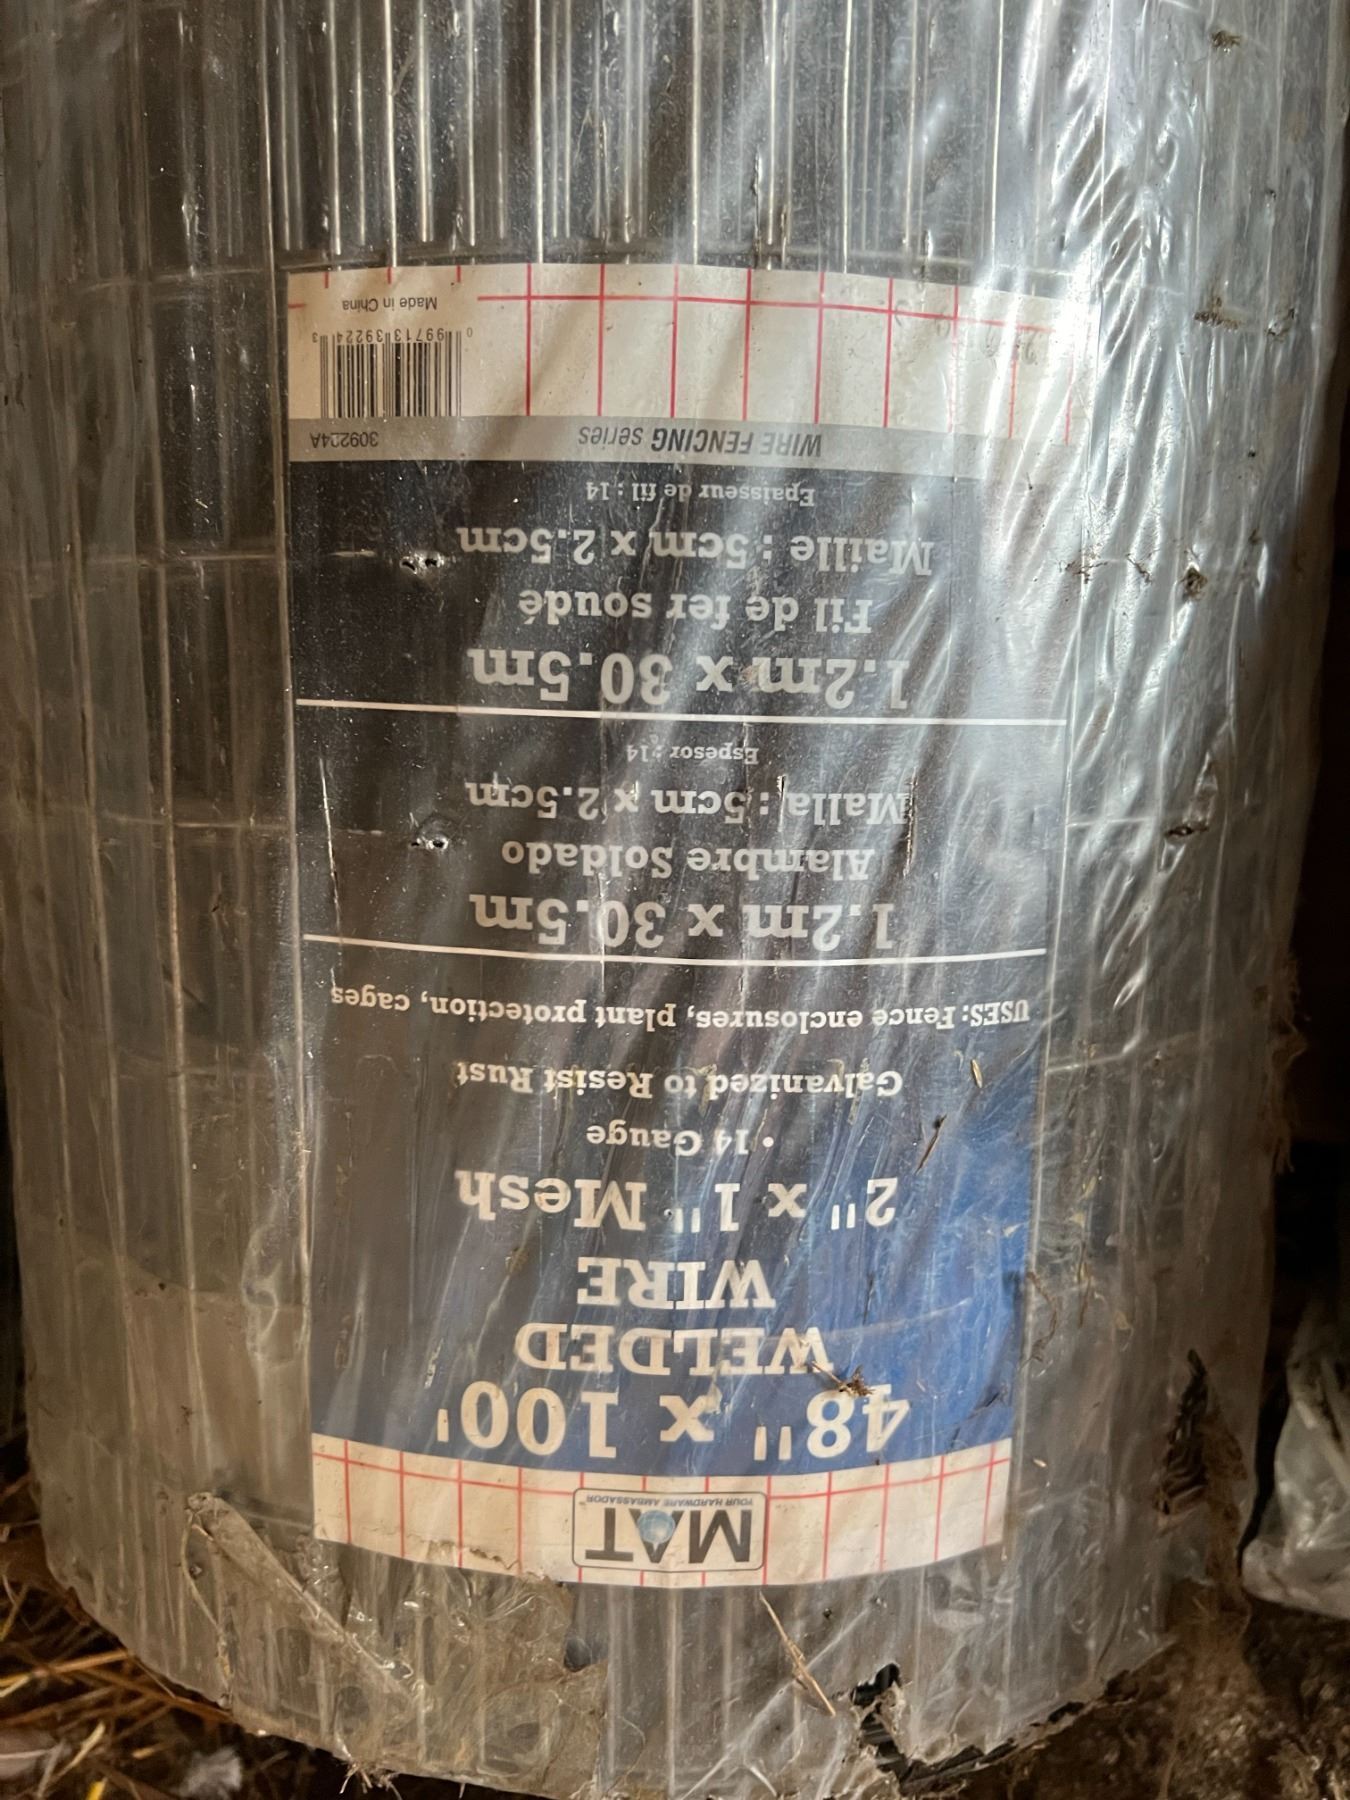 MAT
YOUR HARDWARE AMBASSADOR
48" x 100'
WELDED
WIRE
2" x 1" Mesh
• 14 Gauge
Galvanized to Resist Rust
USES: Fence enclosures, plant protection, cages
1.2m x 30.5m
Alambre Soldado
Malla : 5cm x 2.5cm
Espesor : 14
1.2m x 30.5m
Fil de fer soudé
Maille : 5cm x 2.5cm
Epaisseur de fil : 14
WIRE FENCING series
309224A
0 99713 39224 3
Made in China